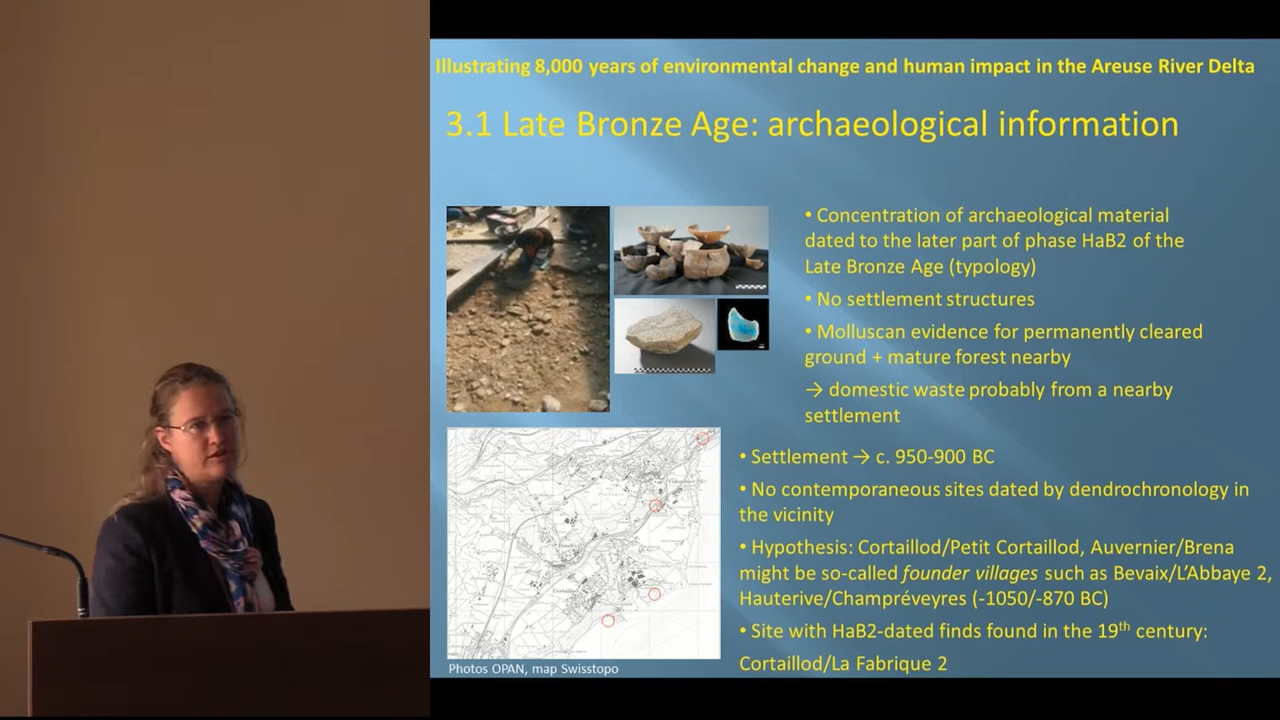 Illustrating 8,000 years of environmental change and human impact in the Areuse River Delta
3.1 Late Bronze Age: archaeological information
• Concentration of archaeological material
dated to the later part of phase HaB2 of the
Late Bronze Age (typology)
• No settlement structures
• Molluscan evidence for permanently cleared
ground + mature forest nearby
→ domestic waste probably from a nearby
settlement
• Settlement → c. 950-900 BC
• No contemporaneous sites dated by dendrochronology in
the vicinity
• Hypothesis: Cortaillod/Petit Cortaillod, Auvernier/Brena
might be so-called founder villages such as Bevaix/L'Abbaye 2,
Hauterive/Champréveyres (-1050/-870 BC)
• Site with HaB2-dated finds found in the 19th century:
Cortaillod/La Fabrique 2
Cortaillod
Photos OPAN, map Swisstopo